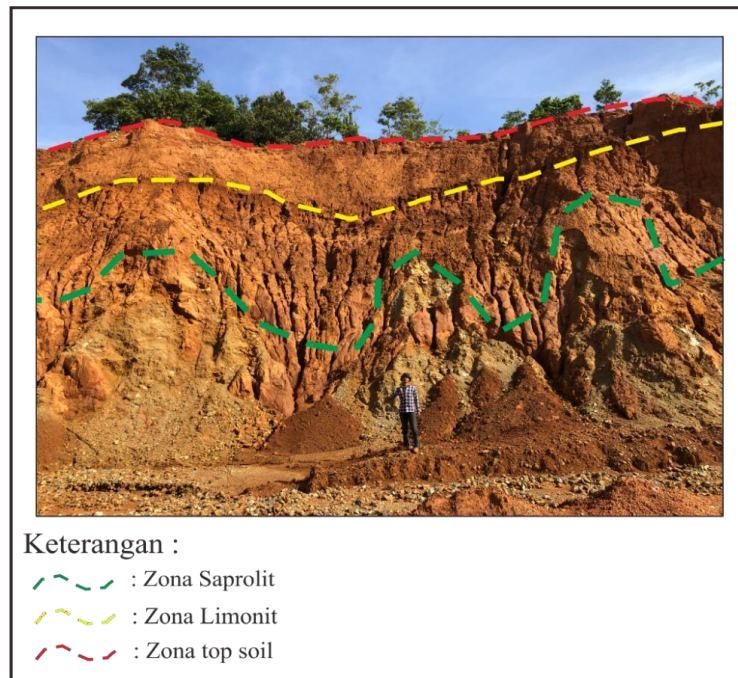 Keterangan :
: Zona Saprolit
: Zona Limonit
: Zona top soil